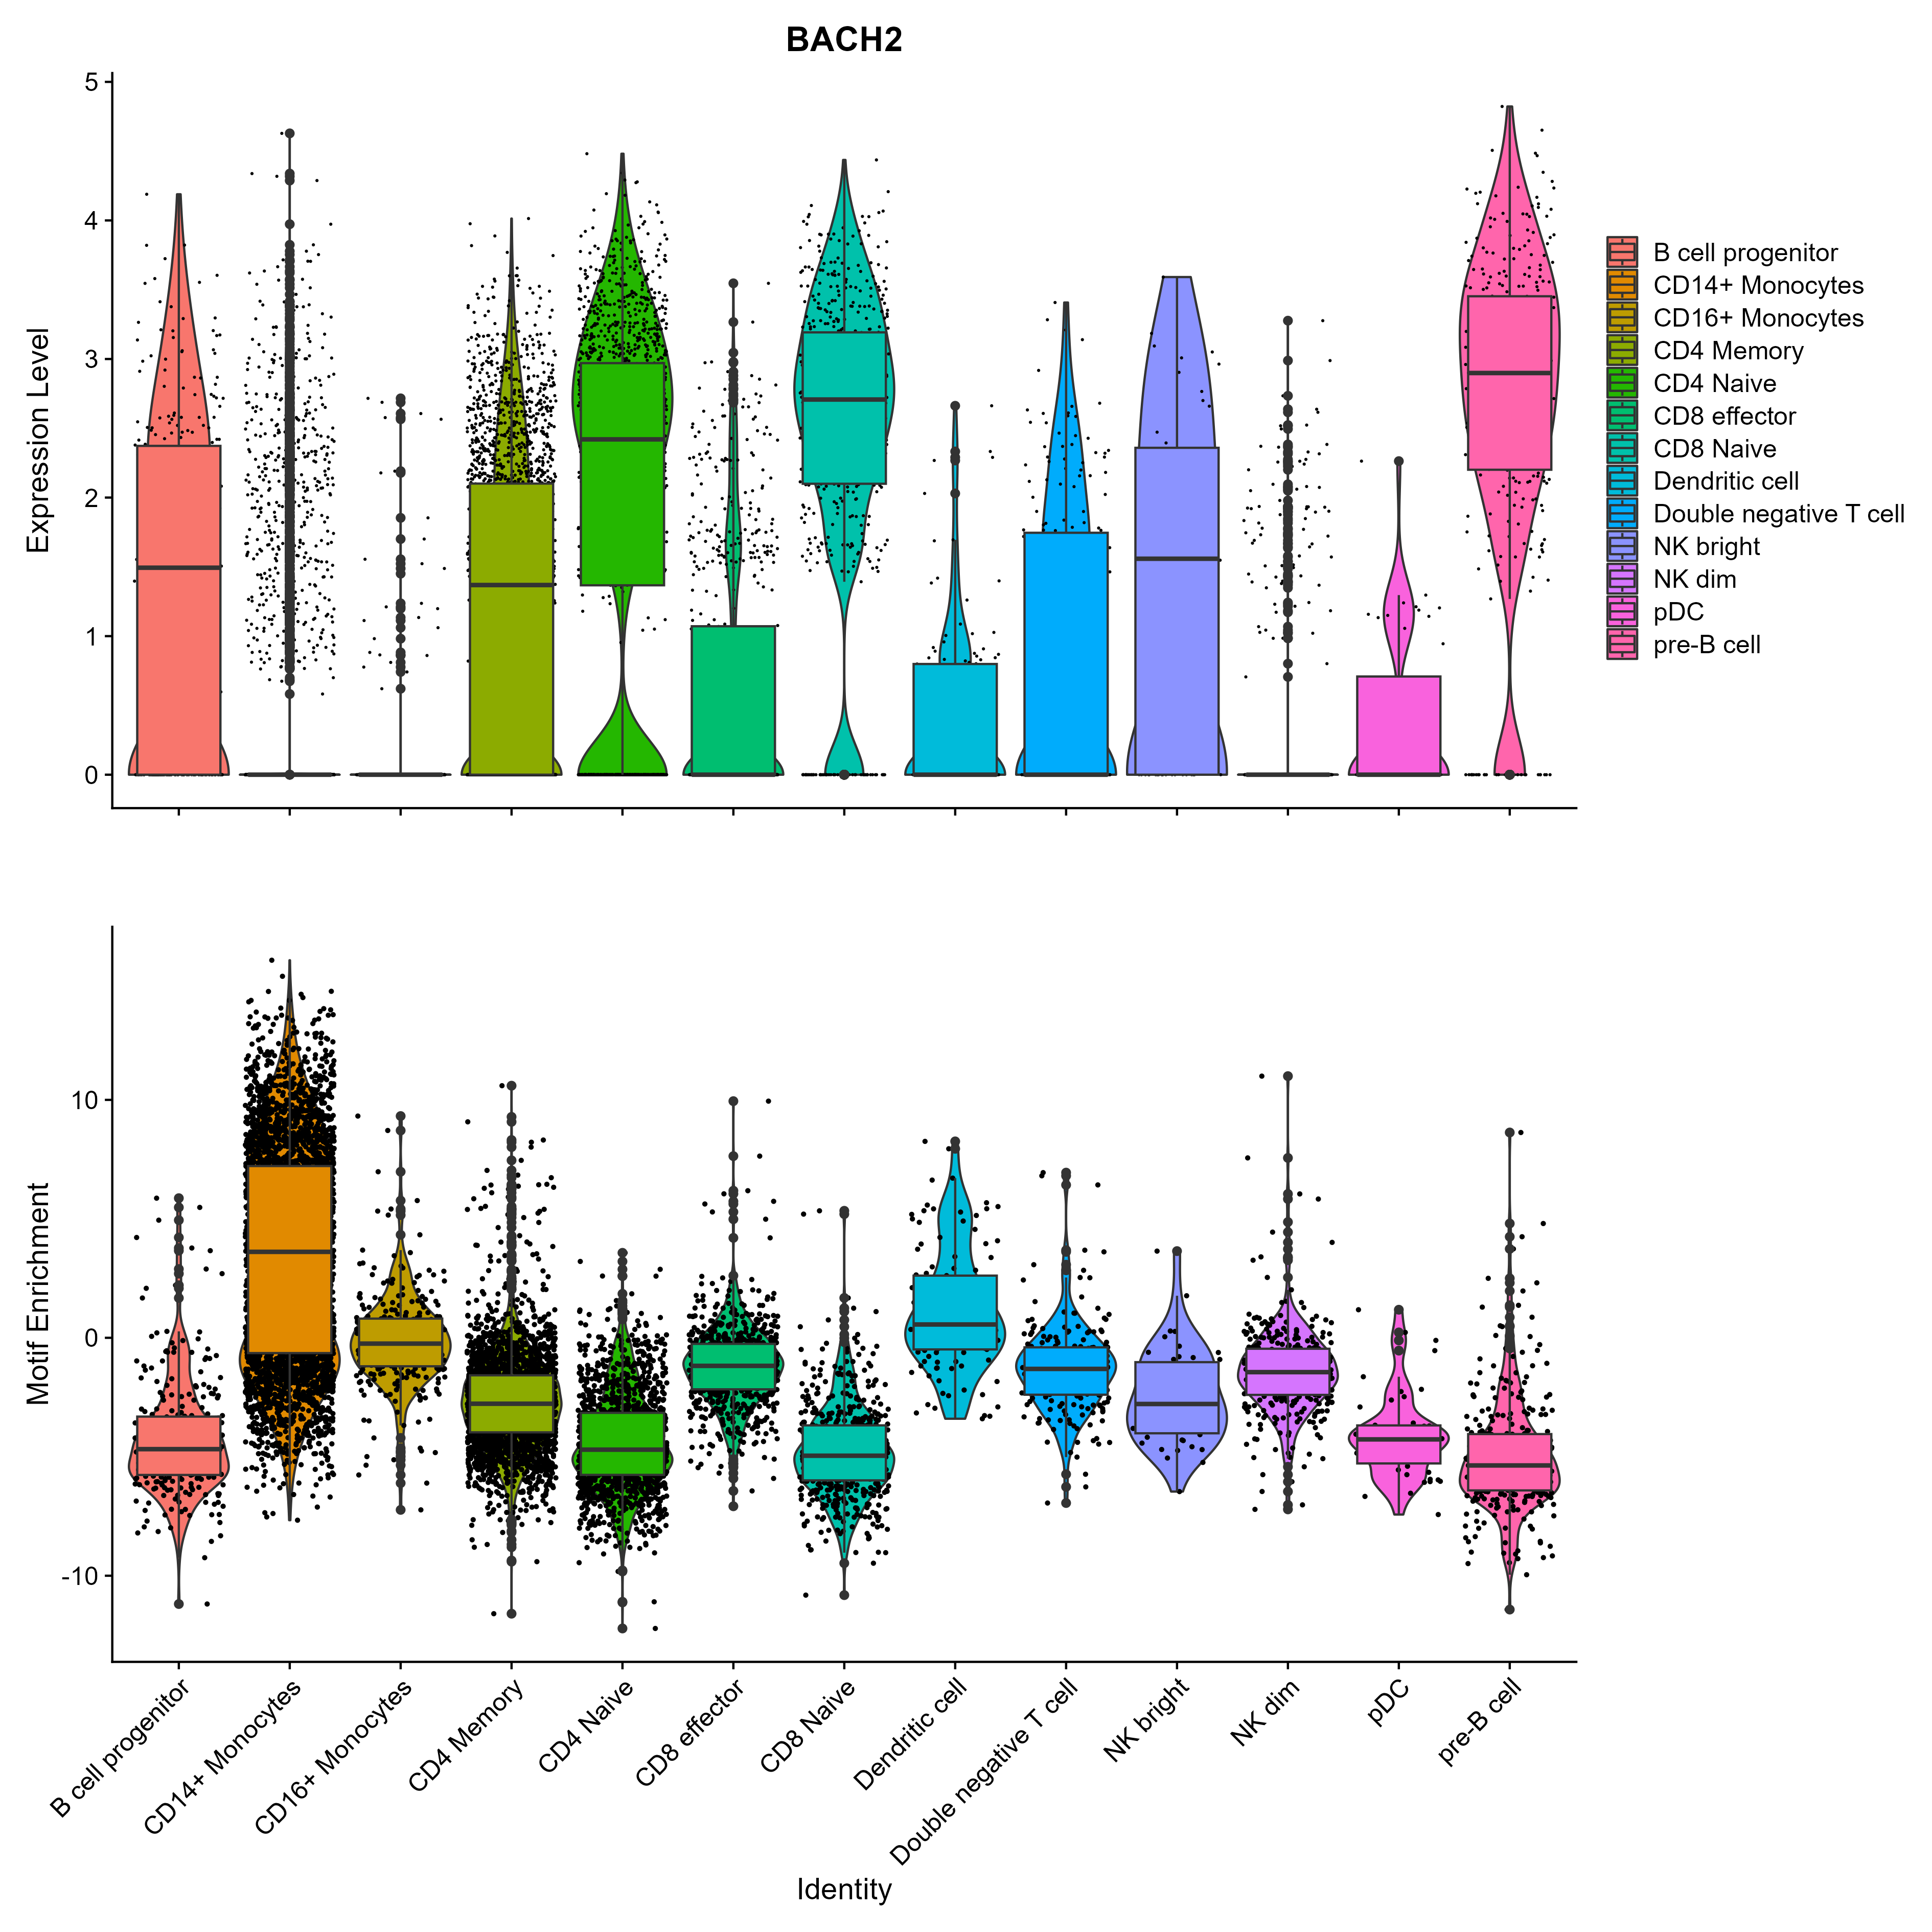 BACH2
Expression Level
5
4
3
2
1
0
B cell progenitor
CD14+ Monocytes
CD16+ Monocytes
CD4 Memory
CD4 Naive
CD8 effector
CD8 Naive
Dendritic cell
Double negative T cell
NK bright
NK dim
pDC
pre-B cell
Motif Enrichment
10
0
-10
B cell progenitor
CD14+ Monocytes
CD16+ Monocytes
CD4 Memory
CD4 Naive
CD8 effector
CD8 Naive
Dendritic cell
Double negative T cell
NK bright
NK dim
pDC
pre-B cell
Identity